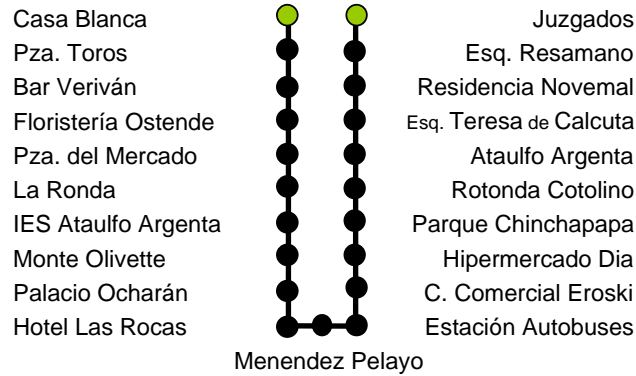 Casa Blanca
Juzgados
Pza. Toros
Esq. Resamano
Bar Veriván
Residencia Novemal
Floristería Ostende
Esq. Teresa de Calcuta
Pza. del Mercado
Ataulfo Argenta
La Ronda
Rotonda Cotolino
IES Ataulfo Argenta
Parque Chinchapapa
Monte Olivette
Hipermercado Dia
Palacio Ocharán
C. Comercial Eroski
Hotel Las Rocas
Estación Autobuses
Menendez Pelayo